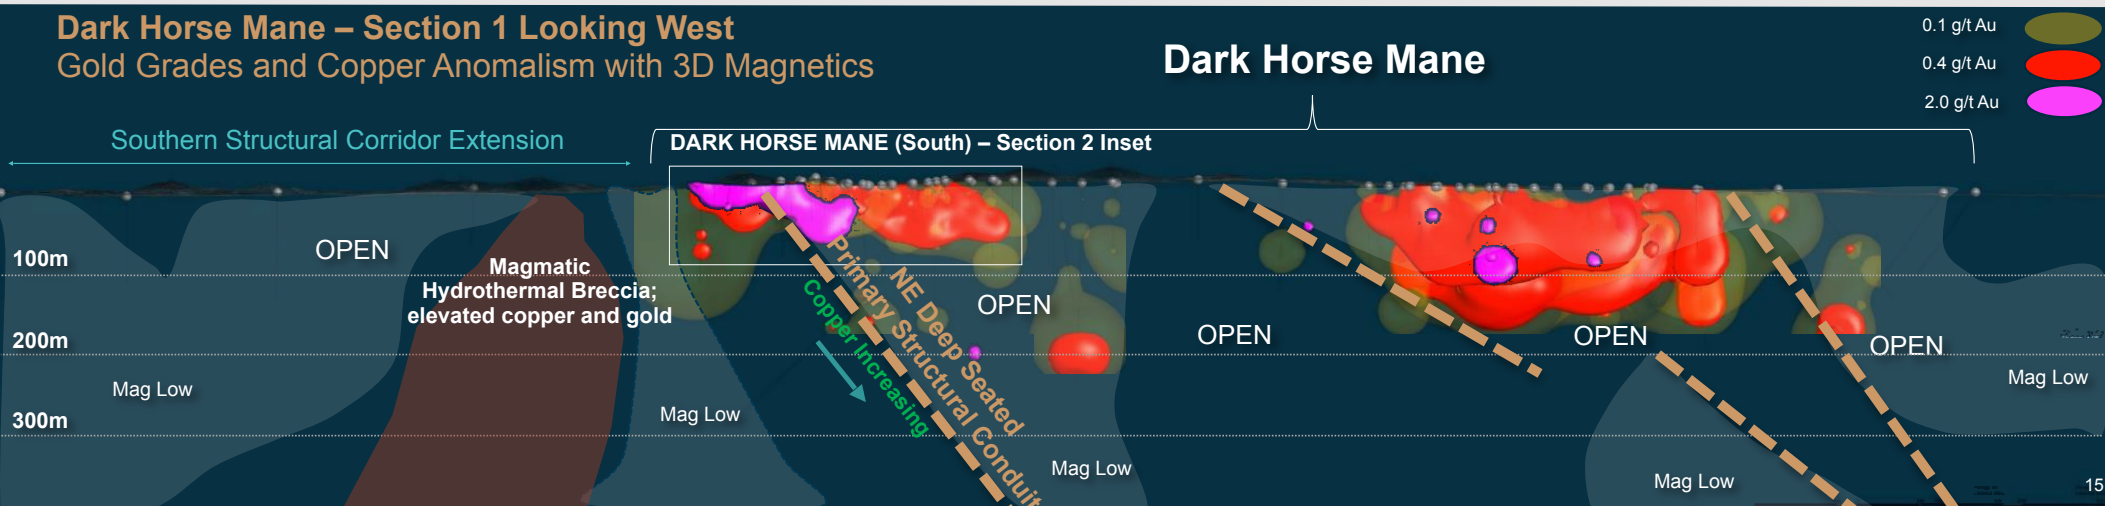 Dark Horse Mane – Section 1 Looking West
Gold Grades and Copper Anomalism with 3D Magnetics
Dark Horse Mane
0.1 g/t Au
0.4 g/t Au
2.0 g/t Au
Southern Structural Corridor Extension
DARK HORSE MANE (South) – Section 2 Inset
OPEN
100m
Magmatic
Hydrothermal Breccia;
elevated copper and gold
NE Deep Seated
Primary Structural Conduit
Copper Increasing
OPEN
OPEN
OPEN
OPEN
200m
Mag Low
300m
Mag Low
Mag Low
Mag Low
Mag Low
15